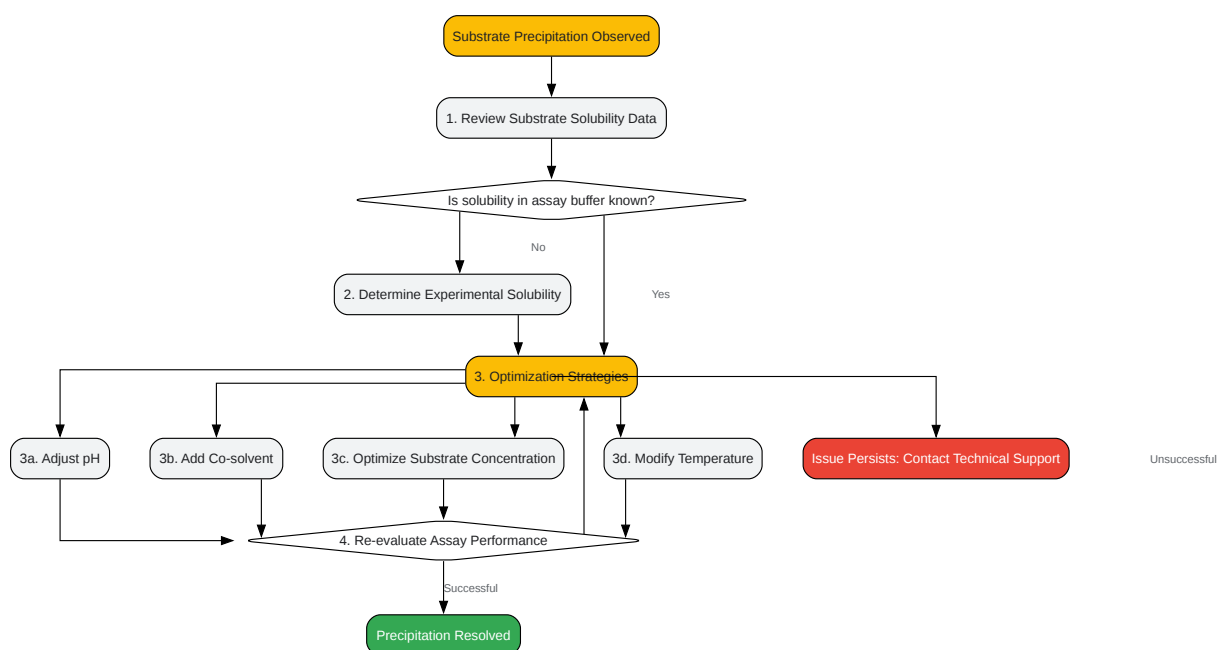 Substrate Precipitation Observed
1. Review Substrate Solubility Data
Is solubility in assay buffer known?
No
2. Determine Experimental Solubility
Yes
3. Optimization Strategies
3a. Adjust pH
3b. Add Co-solvent
3c. Optimize Substrate Concentration
3d. Modify Temperature
Issue Persists: Contact Technical Support
Unsuccessful
4. Re-evaluate Assay Performance
Successful
Precipitation Resolved